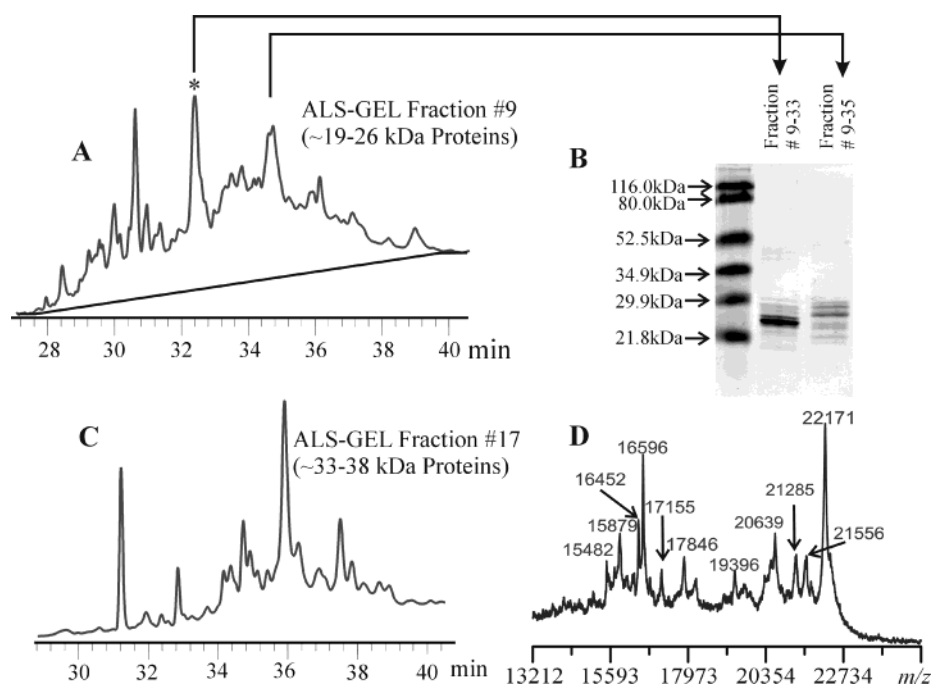 *
ALS-GEL Fraction #9
(~19-26 kDa Proteins)
A
28 30 32 34 36 38 40 min
Fraction
# 9-33
Fraction
# 9-35
B
116.0kDa
80.0kDa
52.5kDa
34.9kDa
29.9kDa
21.8kDa
C
ALS-GEL Fraction #17
(~33-38 kDa Proteins)
30 32 34 36 38 40 min
D
22171
16596
16452
17155
21285
15879
20639
21556
15482
17846
19396
13212 15593 17973 20354 22734 m/z